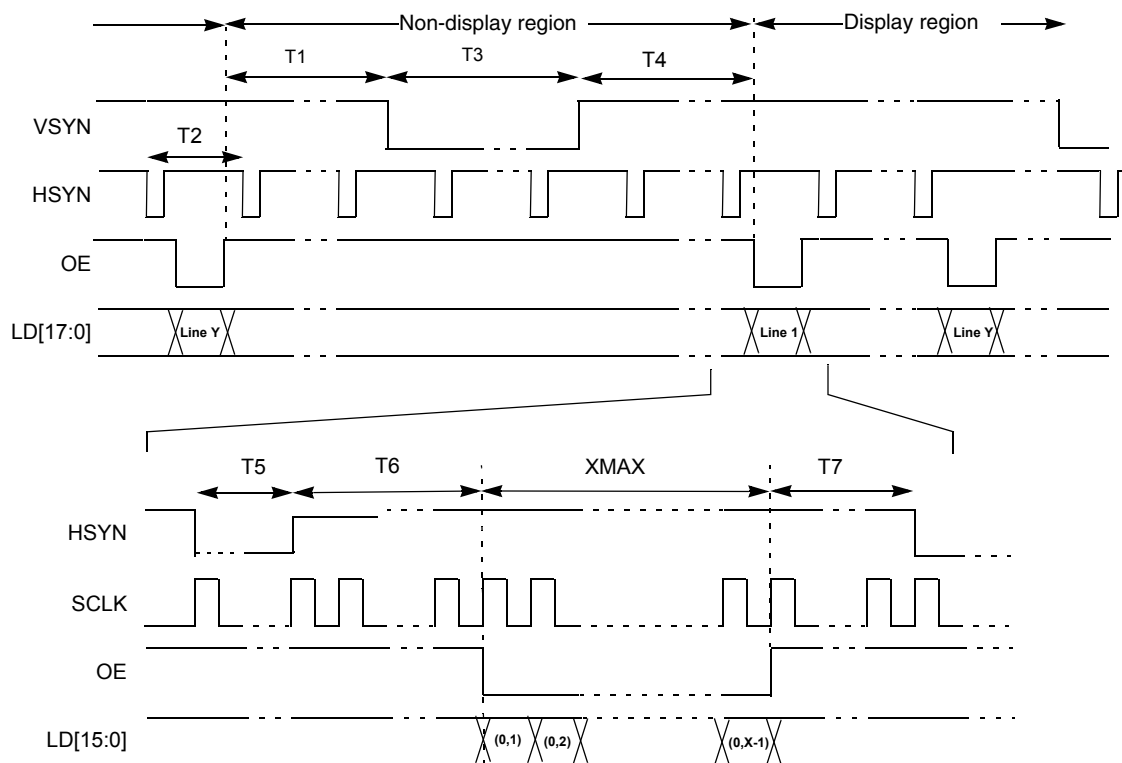 Non-display region
Display region
T1
T3
T4
VSYN
T2
HSYN
OE
LD[17:0]
Line Y
Line 1
Line Y
T5
T6
XMAX
T7
HSYN
SCLK
OE
LD[15:0]
(0,1)
(0,2)
(0,X-1)